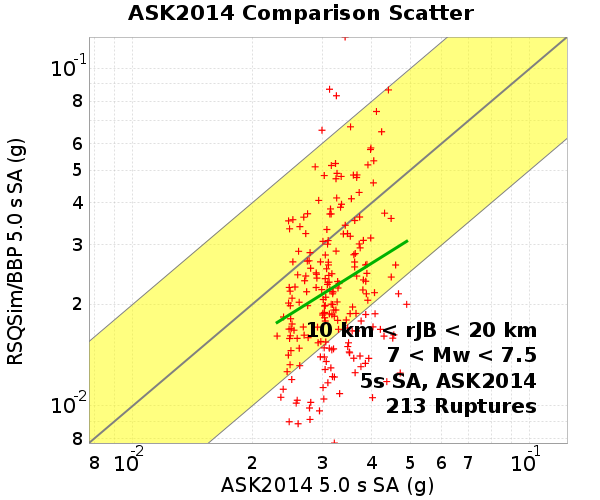 ASK2014 Comparison Scatter
RSQSim/BBP 5.0 s SA (g)
10-1
8
6
5
4
3
2
10-2
8
10 km < rJB < 20 km
7 < Mw < 7.5
5s SA, ASK2014
213 Ruptures
8 10-2 2 3 4 5 6 7 10-1
ASK2014 5.0 s SA (g)